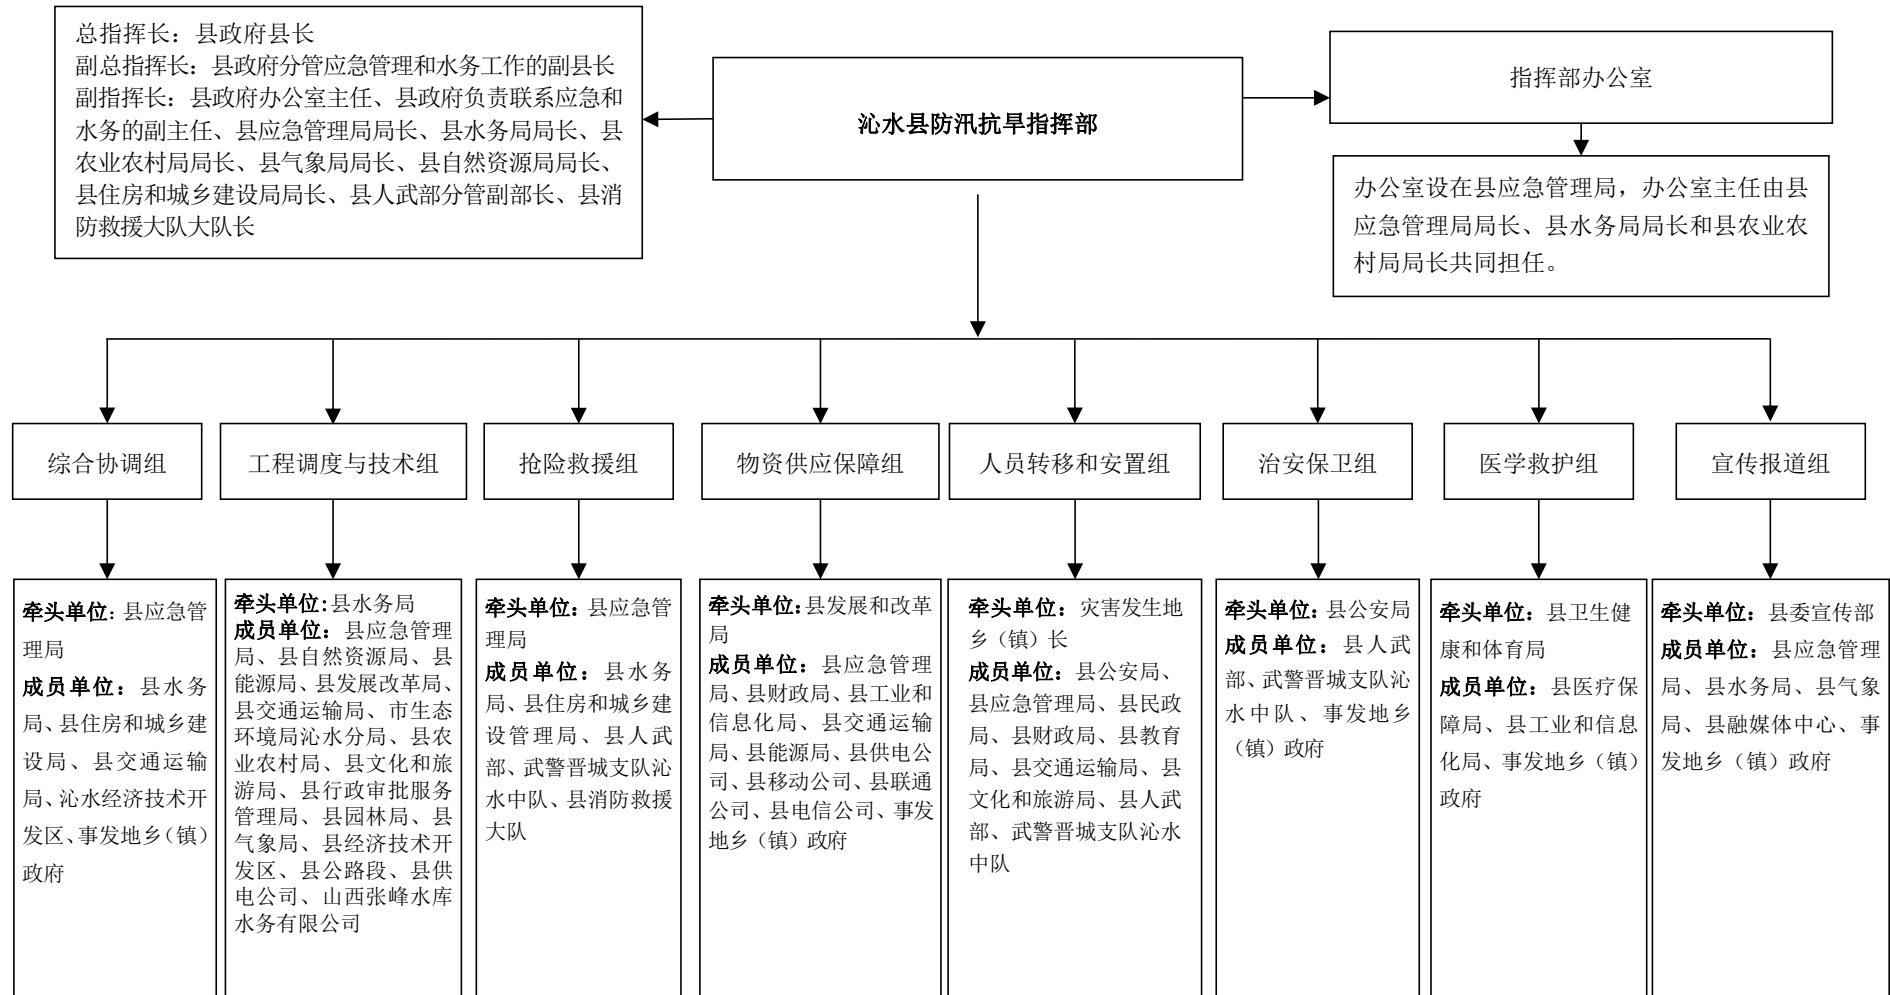 总指挥长：县政府县长
副总指挥长：县政府分管应急管理和水务工作的副县长
副指挥长：县政府办公室主任、县政府负责联系应急和
水务的副主任、县应急管理局局长、县水务局局长、县
农业农村局局长、县气象局局长、县自然资源局局长、
县住房和城乡建设局局长、县人武部分管副部长、县消
防救援大队大队长
沁水县防汛抗旱指挥部
指挥部办公室
办公室设在县应急管理局，办公室主任由县
应急管理局局长、县水务局局长和县农业农
村局局长共同担任。
综合协调组
工程调度与技术组
抢险救援组
物资供应保障组
人员转移和安置组
治安保卫组
医学救护组
宣传报道组
牵头单位: 县应急管
理局
成员单位：县水务
局、县住房和城乡建
设局、县交通运输
局、沁水经济技术开
发区、事发地乡（镇）
政府
牵头单位:县水务局
成员单位：县应急管理
局、县自然资源局、县
能源局、县发展改革局、
县交通运输局、市生态
环境局沁水分局、县农
业农村局、县文化和旅
游局、县行政审批服务
管理局、县园林局、县
气象局、县经济技术开
发区、县公路段、县供
电公司、山西张峰水库
水务有限公司
牵头单位：县应急管
理局
成员单位：县水务
局、县住房和城乡建
设管理局、县人武
部、武警晋城支队沁
水中队、县消防救援
大队
牵头单位:县发展和改革
局
成员单位：县应急管理
局、县财政局、县工业和
信息化局、县交通运输
局、县能源局、县供电公
司、县移动公司、县联通
公司、县电信公司、事发
地乡（镇）政府
牵头单位：灾害发生地
乡（镇）长
成员单位：县公安局、
县应急管理局、县民政
局、县财政局、县教育
局、县交通运输局、县
文化和旅游局、县人武
部、武警晋城支队沁水
中队
牵头单位：县公安局
成员单位：县人武
部、武警晋城支队沁
水中队、事发地乡
（镇）政府
牵头单位：县卫生健
康和体育局
成员单位：县医疗保
障局、县工业和信息
化局、事发地乡（镇）
政府
牵头单位：县委宣传部
成员单位：县应急管理
局、县水务局、县气象
局、县融媒体中心、事
发地乡（镇）政府